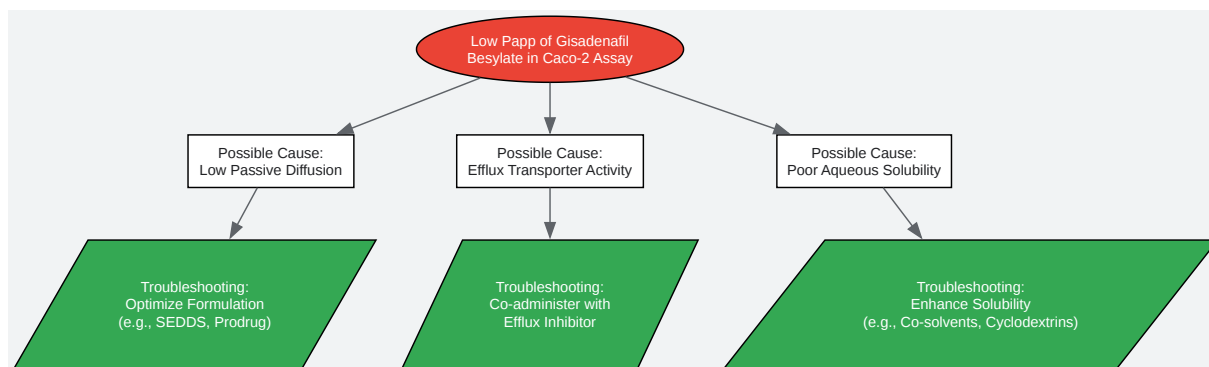 Low Papp of Gisadenafil
Besylate in Caco-2 Assay
Possible Cause:
Low Passive Diffusion
Possible Cause:
Efflux Transporter Activity
Possible Cause:
Poor Aqueous Solubility
Troubleshooting:
Optimize Formulation
(e.g., SEDDS, Prodrug)
Troubleshooting:
Co-administer with
Efflux Inhibitor
Troubleshooting:
Enhance Solubility
(e.g., Co-solvents, Cyclodextrins)